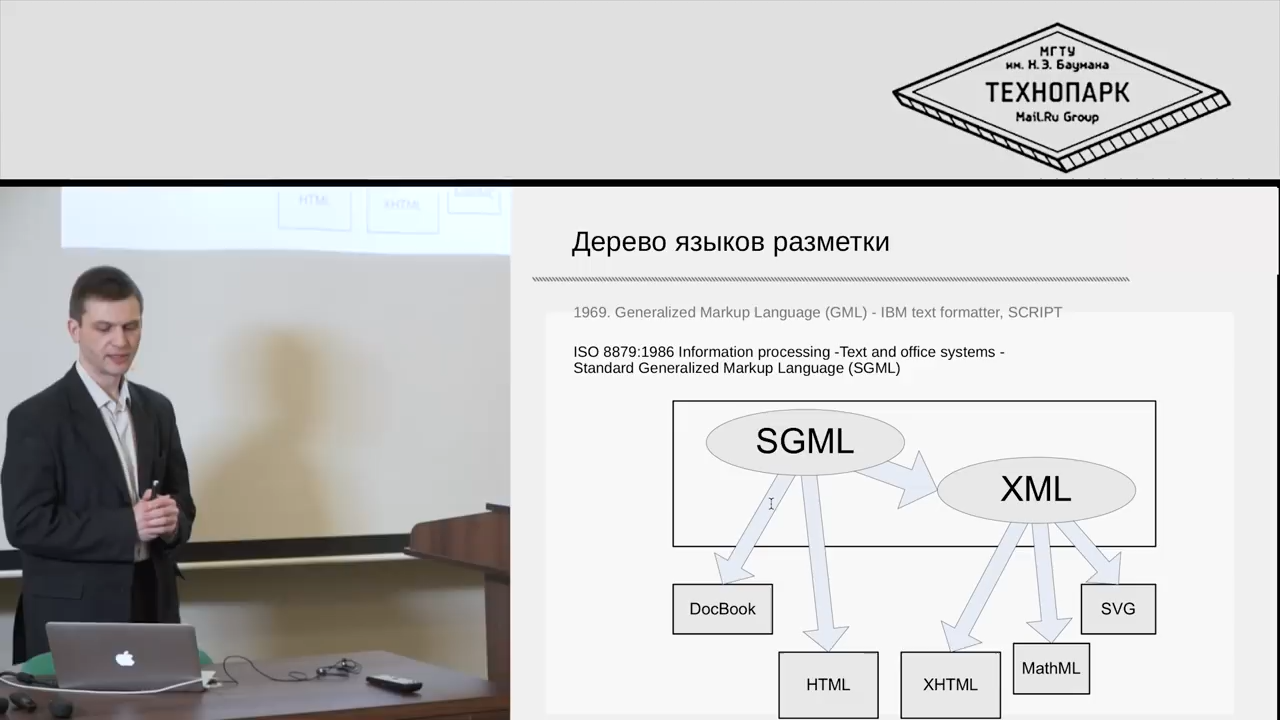 МГТУ
им. Н.Э. Баумана
ТЕХНОПАРК
Mail.Ru Group
HTML
XHTML
Дерево языков разметки
1969. Generalized Markup Language (GML) - IBM text formatter, SCRIPT
ISO 8879:1986 Information processing -Text and office systems -
Standard Generalized Markup Language (SGML)
SGML
XML
DocBook
SVG
HTML
XHTML
MathML